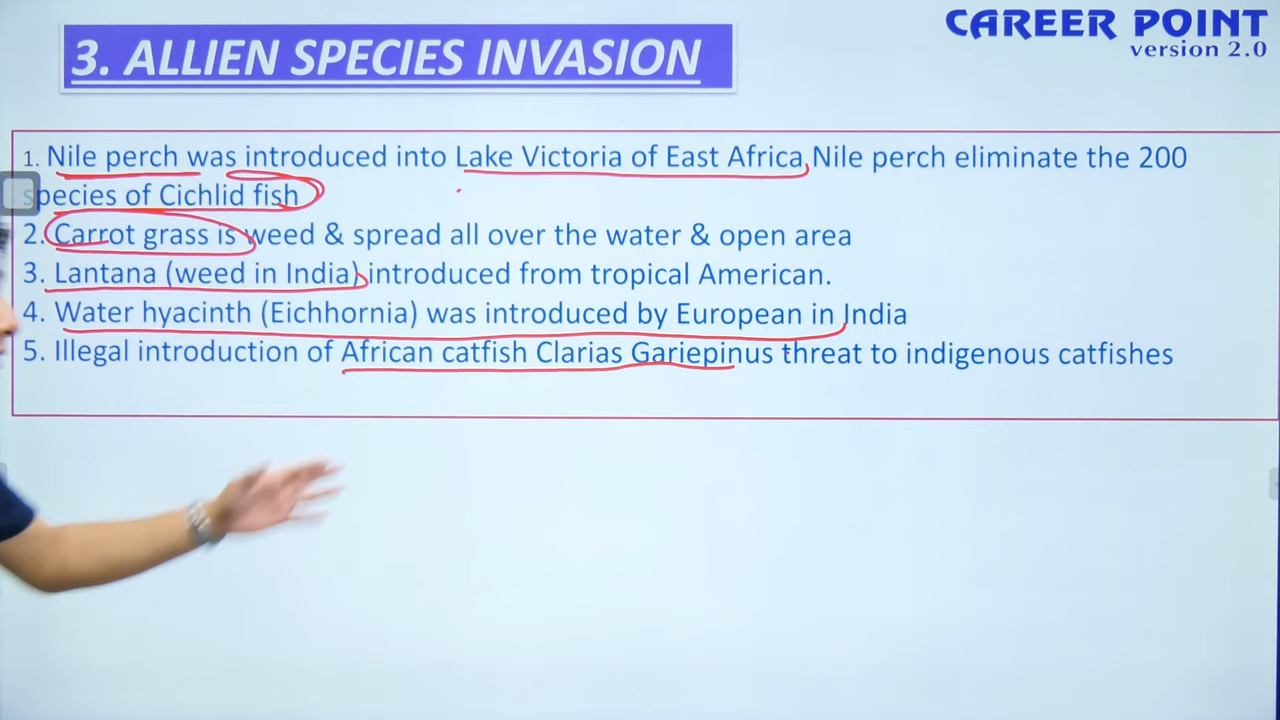 CAREER POINT
version 2.0
3. ALLIEN SPECIES INVASION
1. Nile perch was introduced into Lake Victoria of East Africa,Nile perch eliminate the 200
species of Cichlid fish
2. Carrot grass is weed & spread all over the water & open area
3. Lantana (weed in India) introduced from tropical American.
4. Water hyacinth (Eichhornia) was introduced by European in India
5. Illegal introduction of African catfish Clarias Gariepinus threat to indigenous catfishes